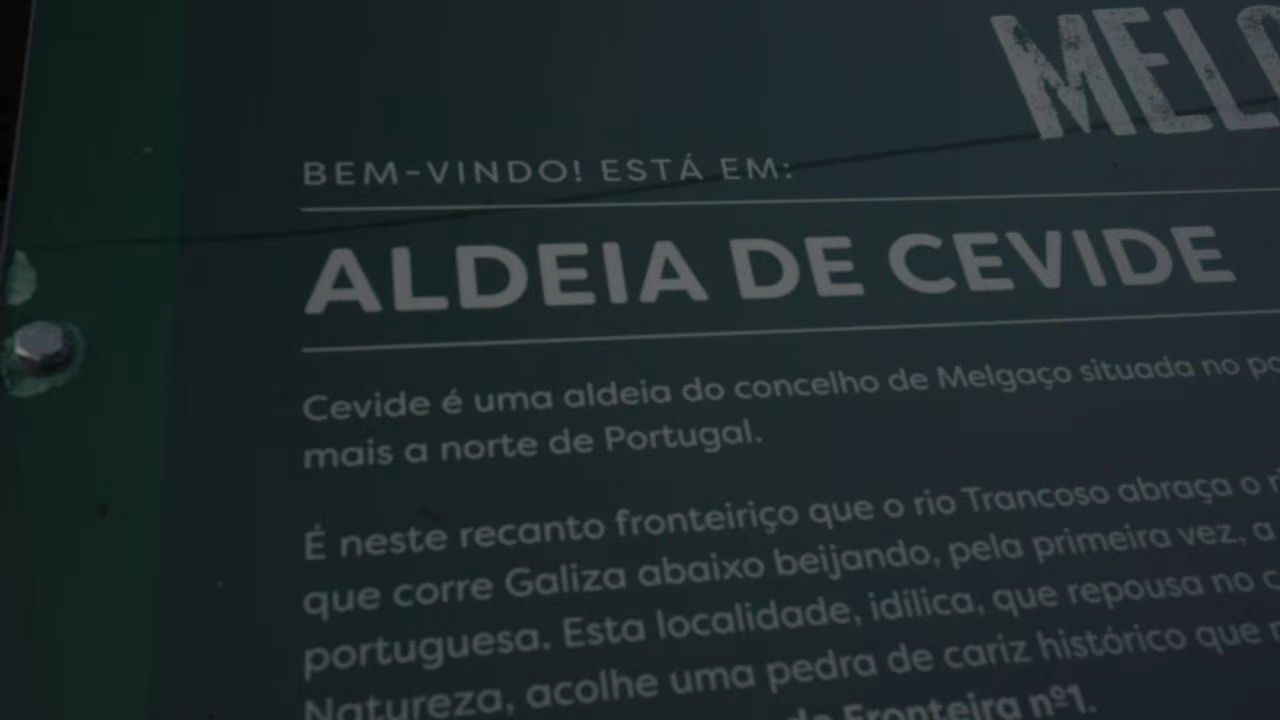 BEM-VINDO! ESTÁ EM:
ALDEIA DE CEVIDE
Cevide é uma aldeia do concelho de Melgaço situada no
mais a norte de Portugal.
É neste recanto fronteiriço que o rio Trancoso abraça o
que corre Galiza abaixo beijando, pela primeira vez, a
portuguesa. Esta localidade, idílica, que repousa no
Natureza, acolhe uma pedra de cariz histórico que
Fronteira nº1.